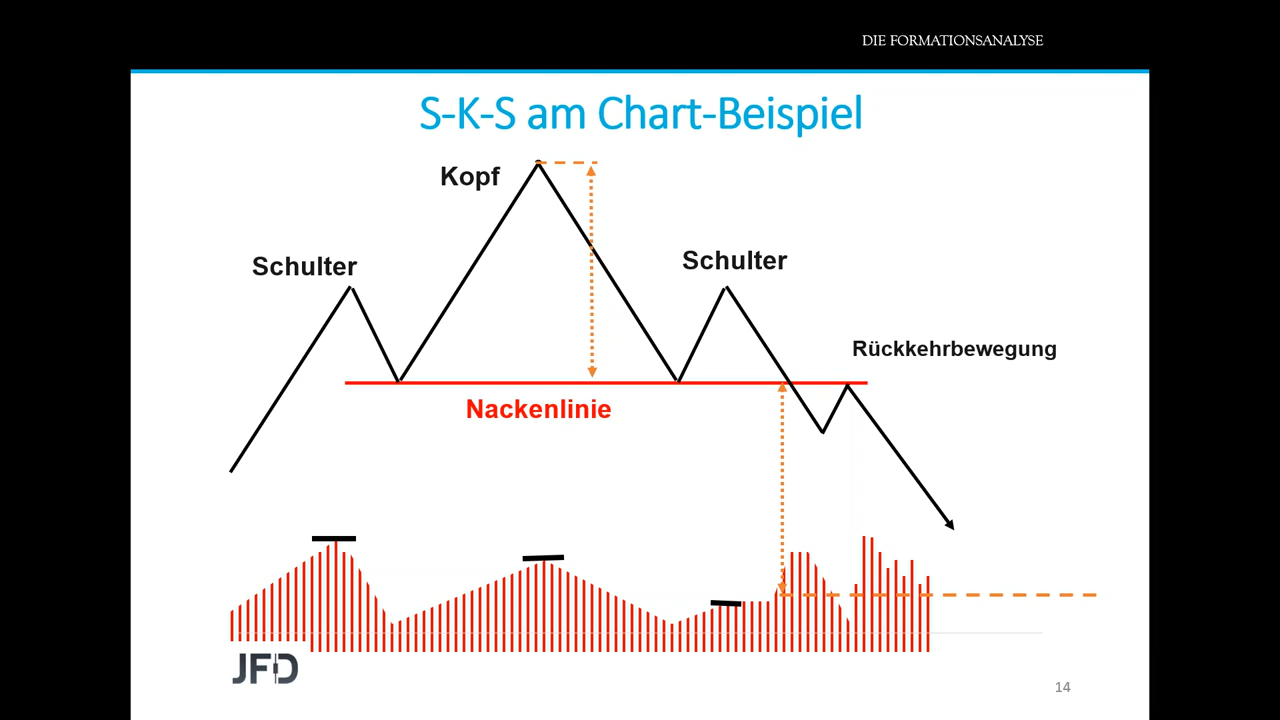 DIE FORMATIONSANALYSE
S-K-S am Chart-Beispiel
Kopf
Schulter
Schulter
Rückkehrbewegung
Nackenlinie
JFD
14